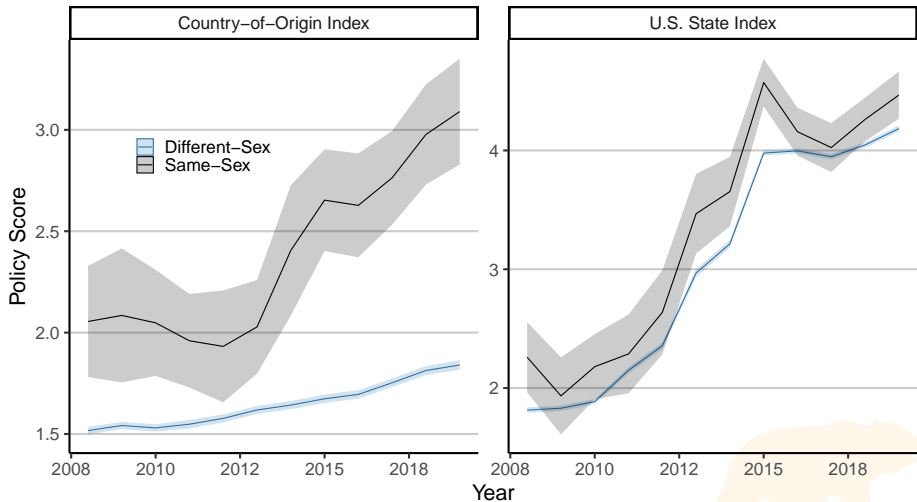 Country−of−Origin Index
U.S. State Index
Policy Score
3.0
2.5
2.0
1.5
Different−Sex
Same−Sex
4
3
2
2008
2010
2012
2015
2018
2008
2010
2012
2015
2018
Year